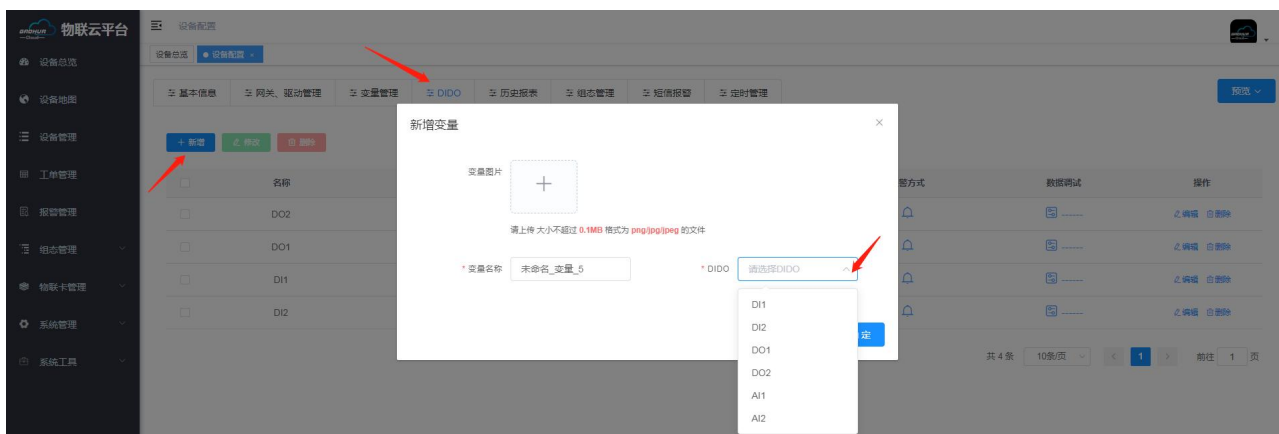 物联云平台
设备配置
设备总览 设备配置 ×
设备总览
设备地图
设备管理
工单管理
报警管理
组态管理
物联卡管理
系统管理
系统工具
基本信息 网关、驱动管理 变量管理 DIDO 历史报表 组态管理 短信报警 定时管理 预览
+ 新增 修改 删除
新增变量 ×
变量图片
请上传 大小不超过 0.1MB 格式为 png/jpg/jpeg 的文件
* 变量名称 未命名_变量_5 * DIDO 请选择DIDO
DI1
DI2
DO1
DO2
AI1
AI2
定
名称 警方式 数据调试 操作
DO2 ------ 编辑 删除
DO1 ------ 编辑 删除
DI1 ------ 编辑 删除
DI2 ------ 编辑 删除
共 4 条 10条/页 < 1 > 前往 1 页